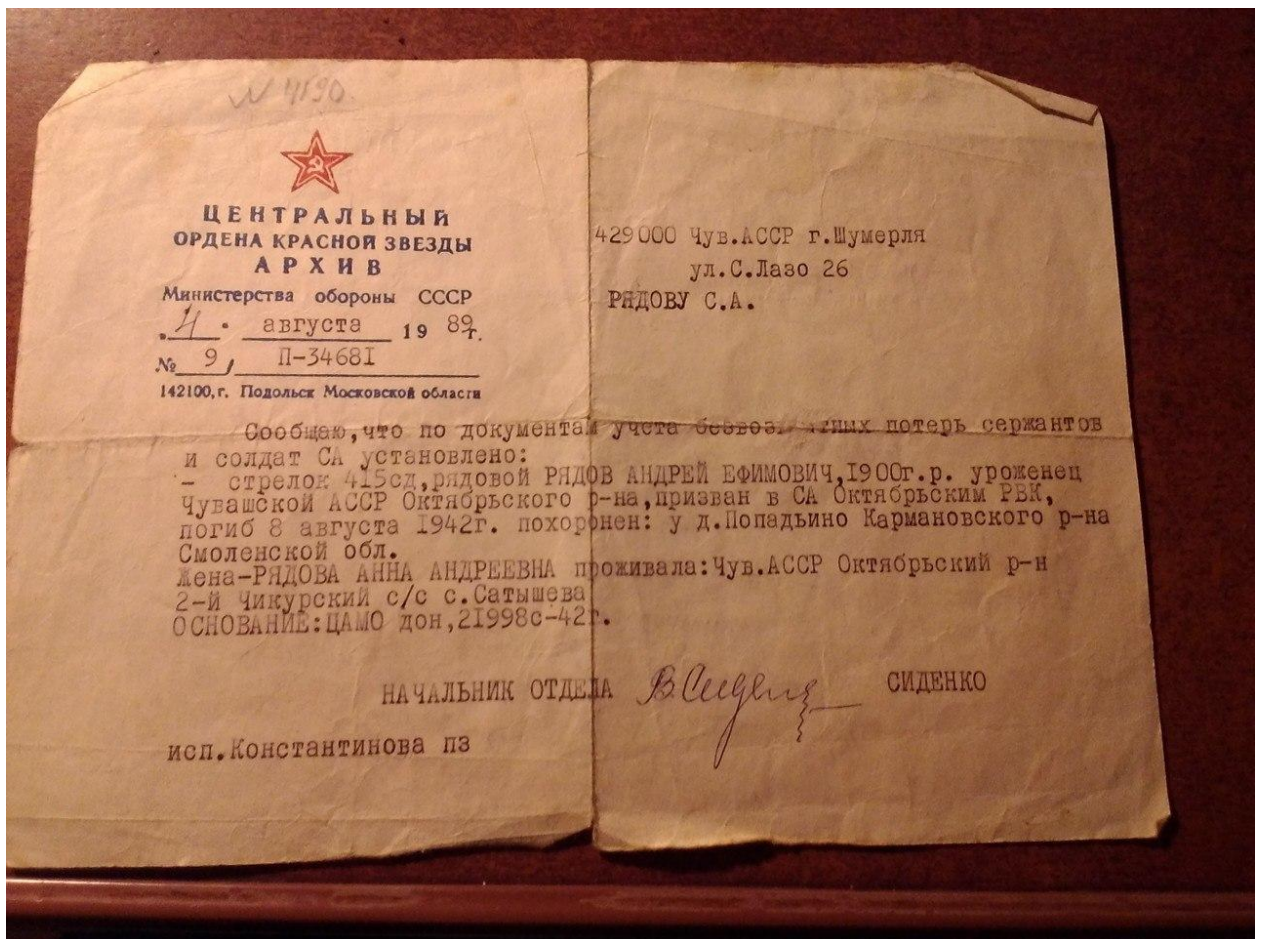 N 4190.
ЦЕНТРАЛЬНЫЙ
ОРДЕНА КРАСНОЙ ЗВЕЗДЫ
АРХИВ
Министерства обороны СССР
„4" августа 1989г.
№ 9/ П-34681
142100, г. Подольск Московской области
429000 Чув.АССР г.Шумерля
ул.С.Лазо 26
РЯДОВУ С.А.
Сообщаю,что по документам учета безвозвратных потерь сержантов
и солдат СА установлено:
- стрелок 415сд,рядовой РЯДОВ АНДРЕЙ ЕФИМОВИЧ,1900г.р. уроженец
Чувашской АССР Октябрьского р-на,призван в СА Октябрьским РВК,
погиб 8 августа 1942г. похоронен: у д.Попадьино Кармановского р-на
Смоленской обл.
Жена-РЯДОВА АННА АНДРЕЕВНА проживала:Чув.АССР Октябрьский р-н
2-й Чикурский с/с с.Сатышева
ОСНОВАНИЕ:ЦАМО дон,21998с-42г.
НАЧАЛЬНИК ОТДЕЛА СИДЕНКО
исп.Константинова пз